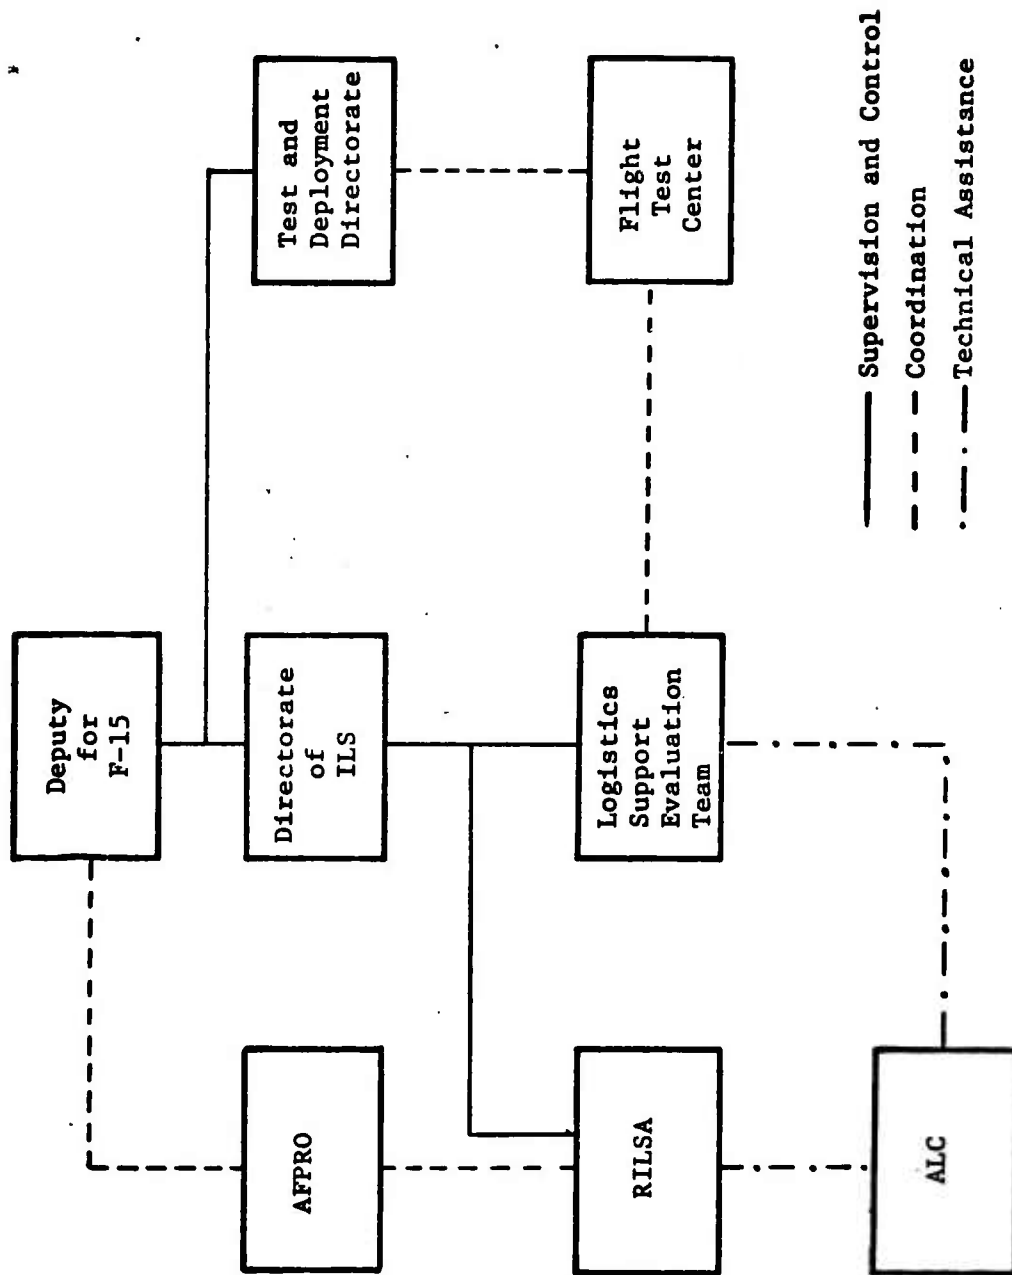 Deputy
for
F-15
Test and
Deployment
Directorate
Directorate
of
ILS
AFPRO
Flight
Test
Center
Logistics
Support
Evaluation
Team
RILSA
ALC
Supervision and Control
Coordination
Technical Assistance